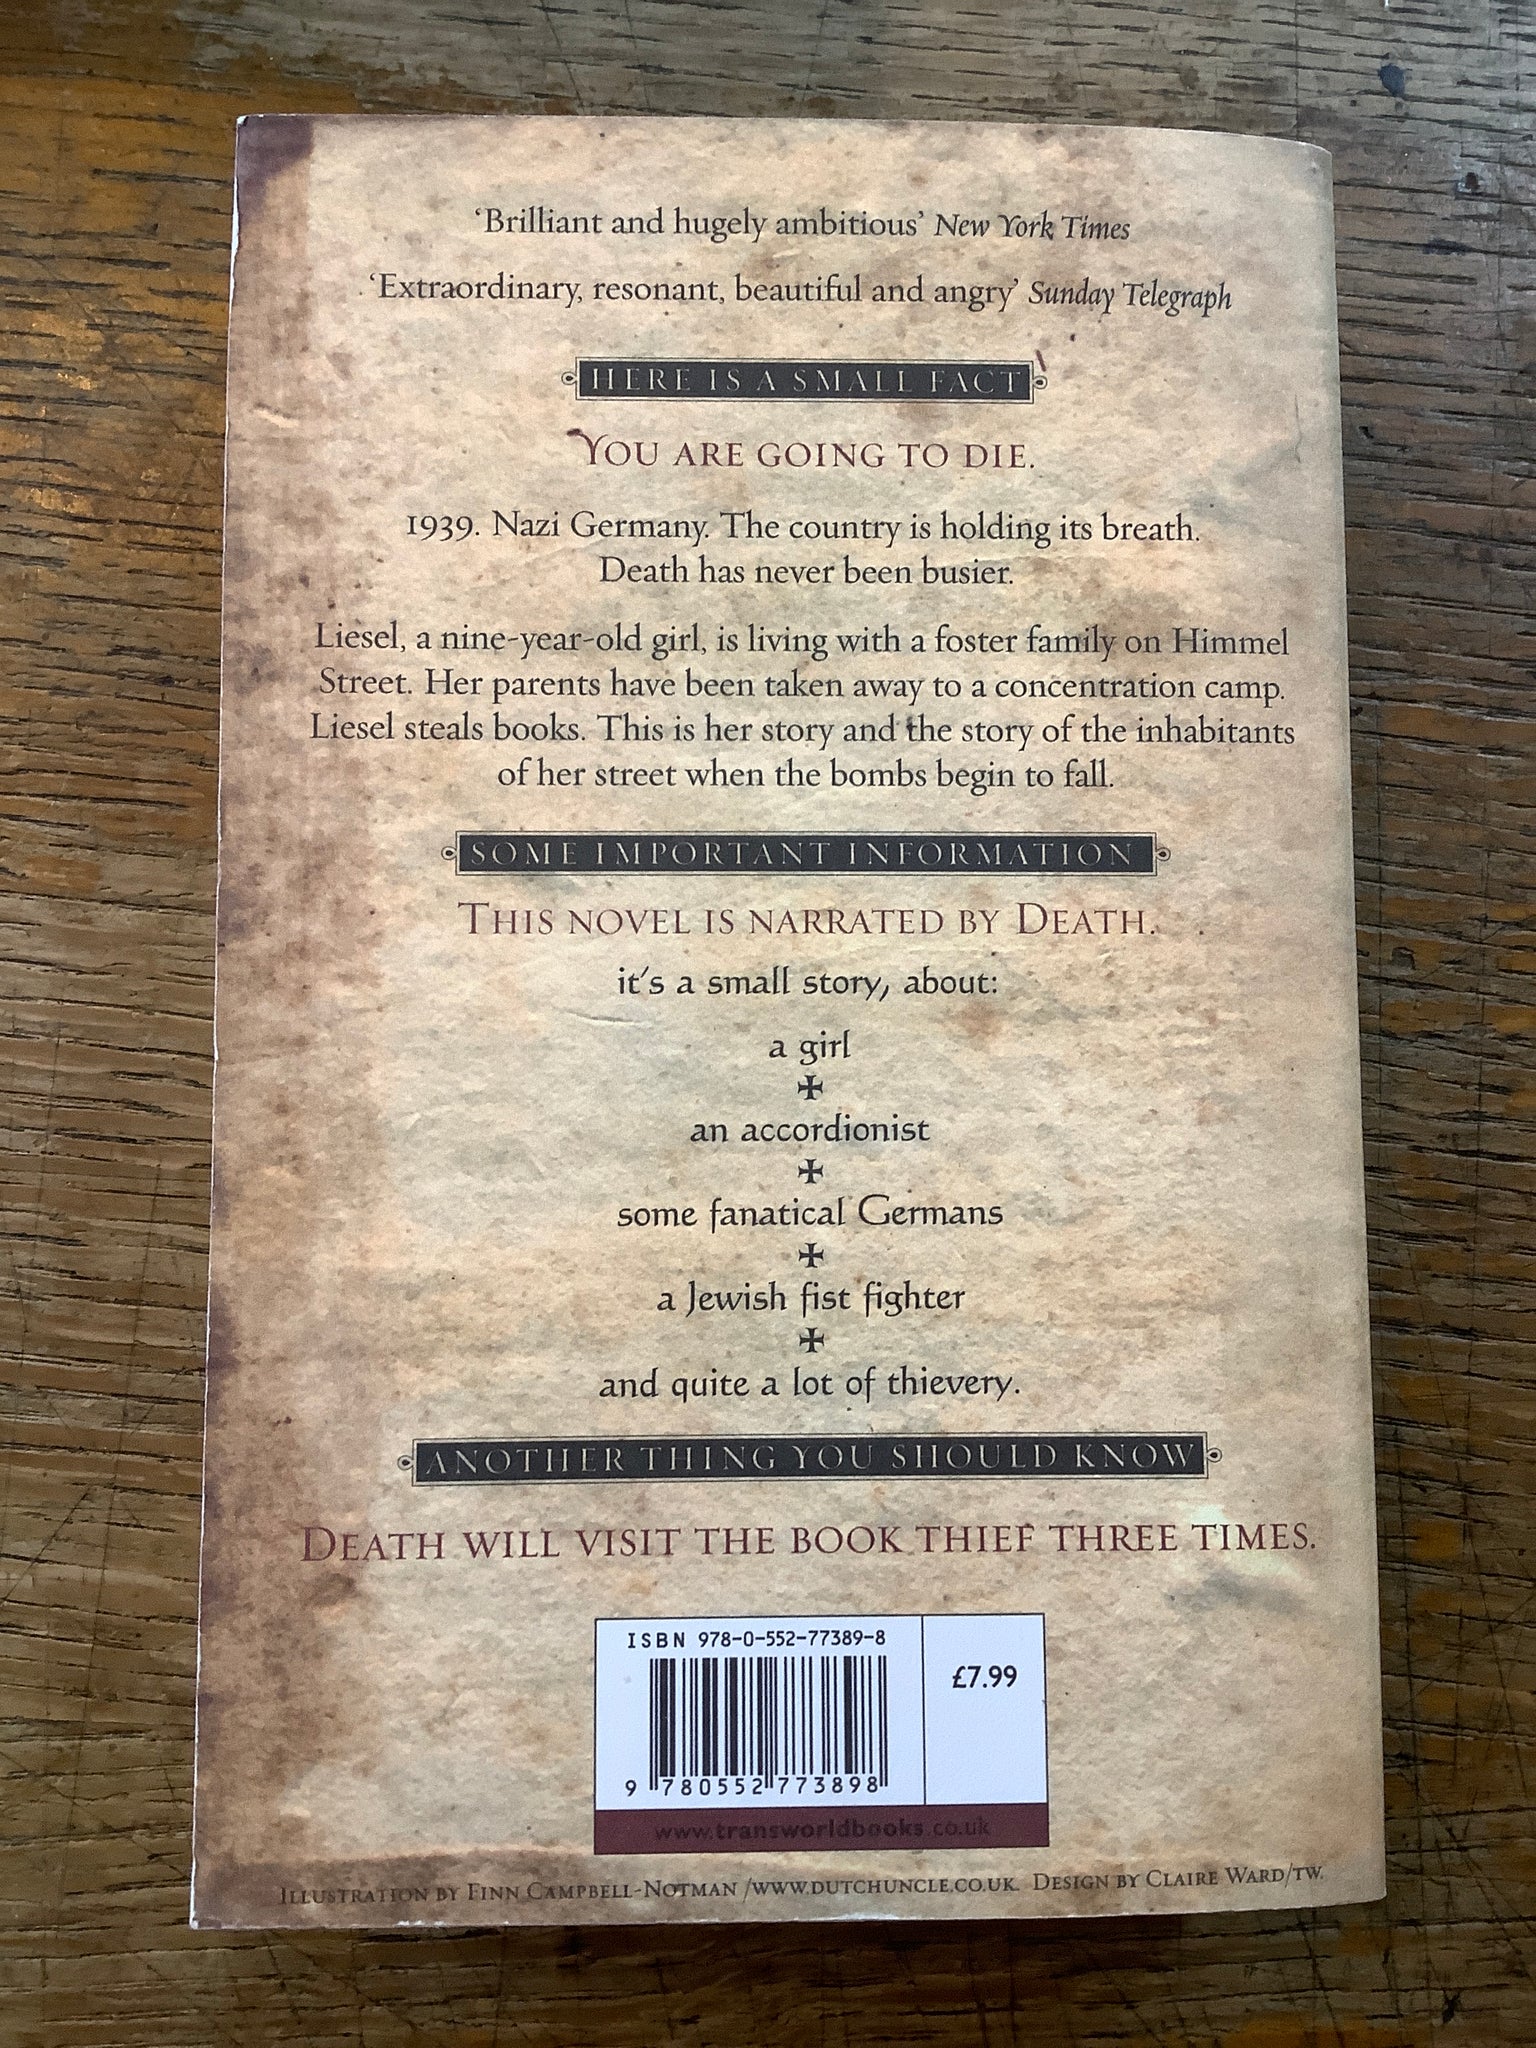 ‘Brilliant and hugely ambitious’ New York Times
‘Extraordinary, resonant, beautiful and angry’ Sunday Telegraph
HERE IS A SMALL FACT
YOU ARE GOING TO DIE.
1939. Nazi Germany. The country is holding its breath.
Death has never been busier.
Liesel, a nine-year-old girl, is living with a foster family on Himmel
Street. Her parents have been taken away to a concentration camp.
Liesel steals books. This is her story and the story of the inhabitants
of her street when the bombs begin to fall.
SOME IMPORTANT INFORMATION
THIS NOVEL IS NARRATED BY DEATH.
it's a small story, about:
a girl
✠
an accordionist
✠
some fanatical Germans
✠
a Jewish fist fighter
✠
and quite a lot of thievery.
ANOTHER THING YOU SHOULD KNOW
DEATH WILL VISIT THE BOOK THIEF THREE TIMES.
ISBN 978-0-552-77389-8
£7.99
9 780552 773898
www.transworldbooks.co.uk
ILLUSTRATION BY FINN CAMPBELL-NOTMAN /WWW.DUTCHUNCLE.CO.UK. DESIGN BY CLAIRE WARD/TW.